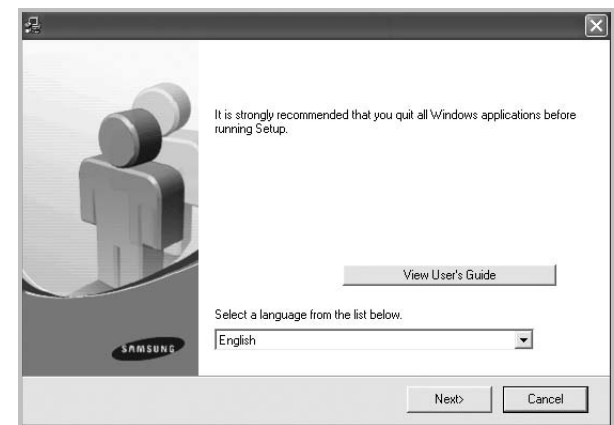 It is strongly recommended that you quit all Windows applications before
running Setup.
View User's Guide
Select a language from the list below.
English
SAMSUNG
Next>
Cancel